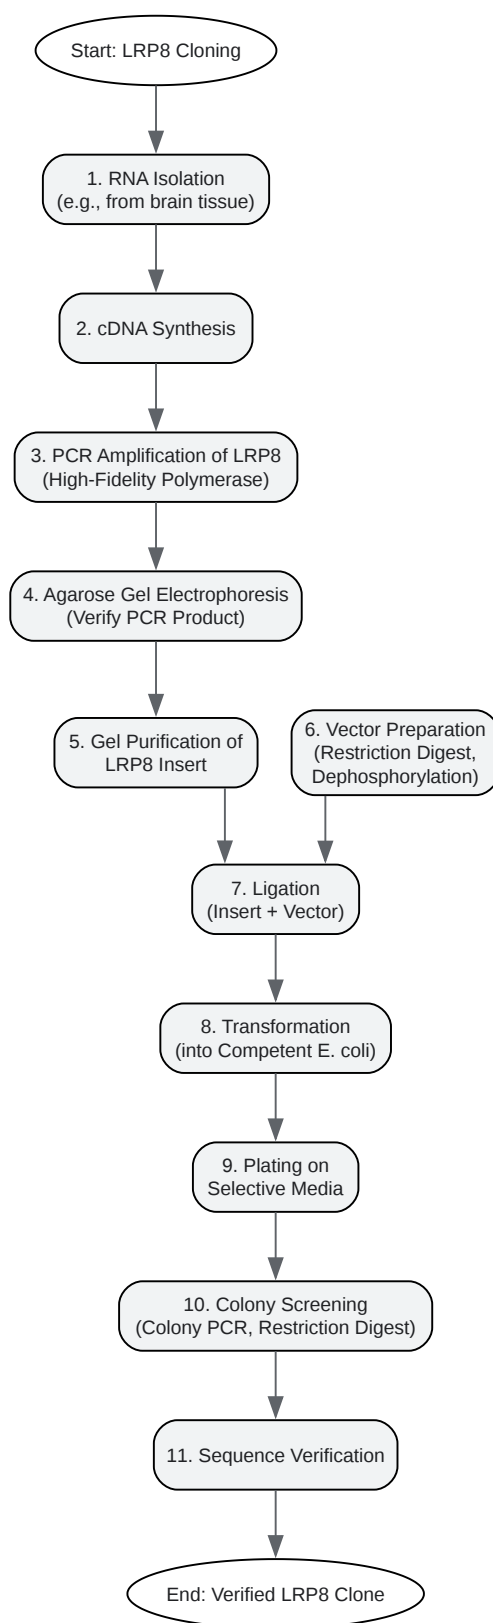 Start: LRP8 Cloning
1. RNA Isolation
(e.g., from brain tissue)
2. cDNA Synthesis
3. PCR Amplification of LRP8
(High-Fidelity Polymerase)
4. Agarose Gel Electrophoresis
(Verify PCR Product)
5. Gel Purification of
LRP8 Insert
6. Vector Preparation
(Restriction Digest,
Dephosphorylation)
7. Ligation
(Insert + Vector)
8. Transformation
(into Competent E. coli)
9. Plating on
Selective Media
10. Colony Screening
(Colony PCR, Restriction Digest)
11. Sequence Verification
End: Verified LRP8 Clone